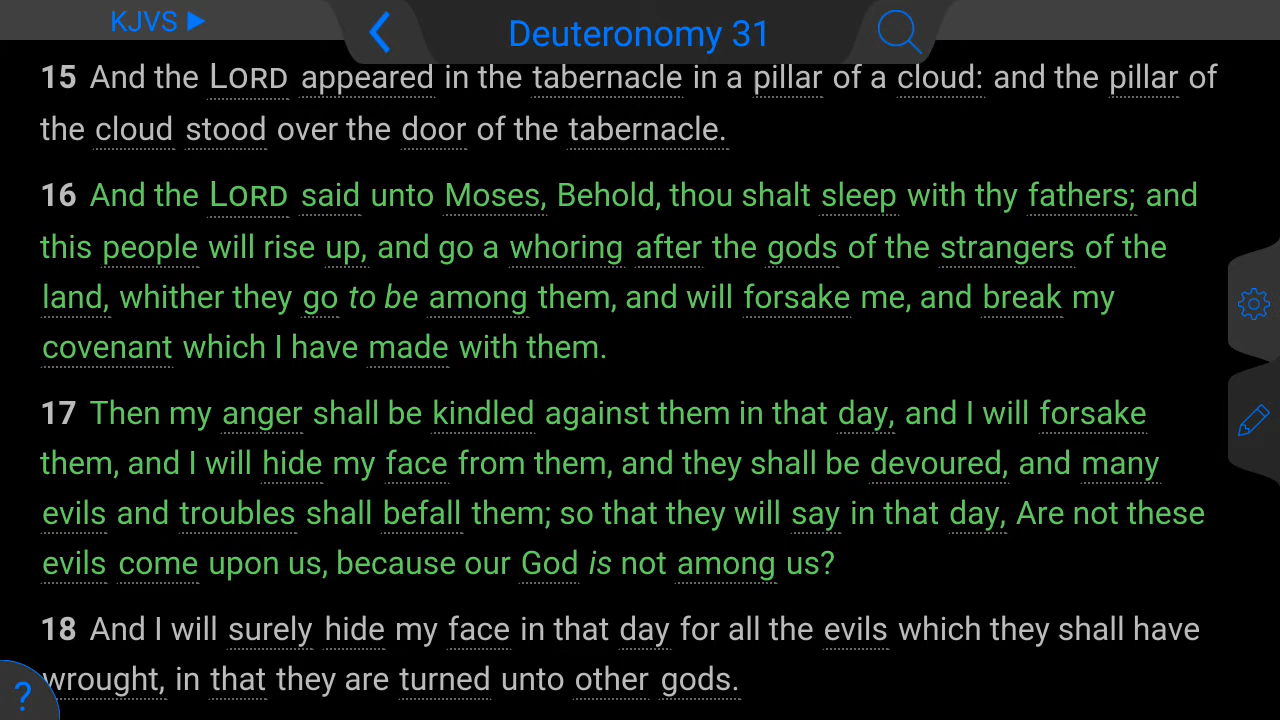 KJVS ▶
Deuteronomy 31
15 And the LORD appeared in the tabernacle in a pillar of a cloud: and the pillar of
the cloud stood over the door of the tabernacle.
16 And the LORD said unto Moses, Behold, thou shalt sleep with thy fathers; and
this people will rise up, and go a whoring after the gods of the strangers of the
land, whither they go to be among them, and will forsake me, and break my
covenant which I have made with them.
17 Then my anger shall be kindled against them in that day, and I will forsake
them, and I will hide my face from them, and they shall be devoured, and many
evils and troubles shall befall them; so that they will say in that day, Are not these
evils come upon us, because our God is not among us?
18 And I will surely hide my face in that day for all the evils which they shall have
wrought, in that they are turned unto other gods.
?